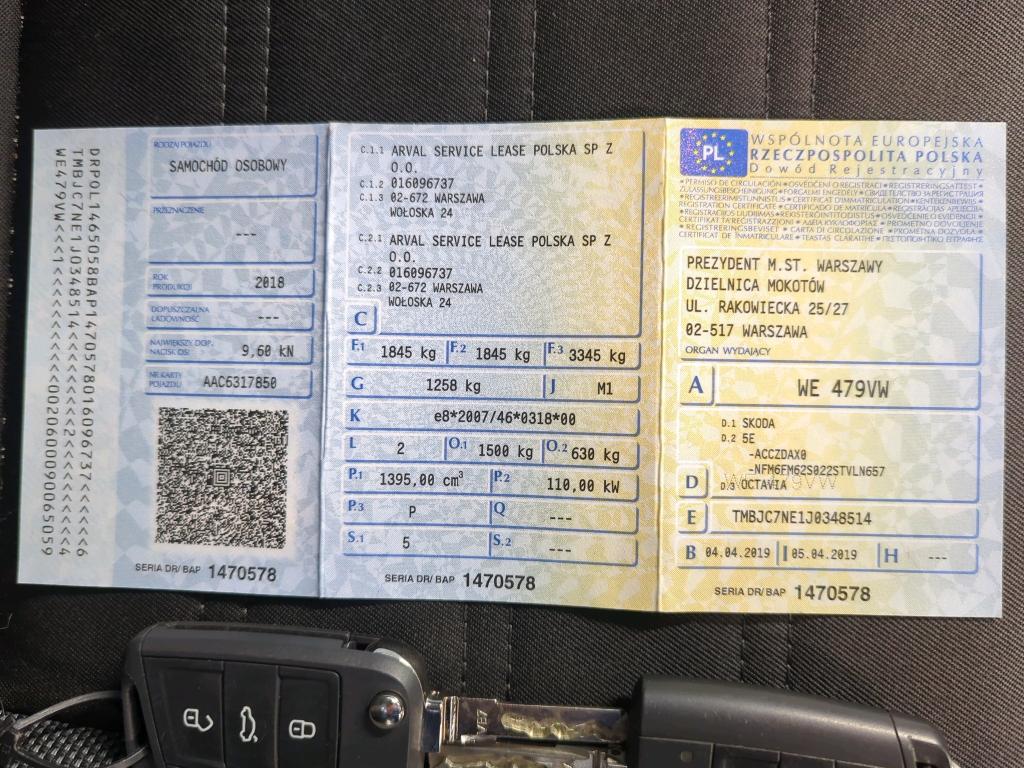 DRPOL1465058BAP14705780160967377<<<<<6
TMBJC7NE1J0348514<<<<<<<<<<<2<<<<<<<<4
WE479VW<<<1<<<<<<<<<0020600009000065059
RODZAJ POJAZDU
SAMOCHÓD OSOBOWY
PRZEZNACZENIE
---
ROK PRODUKCJI
2018
DOPUSZCZALNA ŁADOWNOŚĆ
---
NAJWIĘKSZY DOP. NACISK OSI
9,60 kN
NR KARTY POJAZDU
AAC6317850
SERIA DR/ BAP 1470578
C.1.1 ARVAL SERVICE LEASE POLSKA SP Z
O.O.
C.1.2 016096737
C.1.3 02-672 WARSZAWA
WOŁOSKA 24
C.2.1 ARVAL SERVICE LEASE POLSKA SP Z
O.O.
C.2.2 016096737
C.2.3 02-672 WARSZAWA
WOŁOSKA 24
C
F.1 1845 kg F.2 1845 kg F.3 3345 kg
G 1258 kg J M1
K e8*2007/46*0318*00
L 2 O.1 1500 kg O.2 630 kg
P.1 1395,00 cm³ P.2 110,00 kW
P.3 P Q ---
S.1 5 S.2 ---
SERIA DR/ BAP 1470578
PL
WSPÓLNOTA EUROPEJSKA
RZECZPOSPOLITA POLSKA
Dowód Rejestracyjny
PREZYDENT M.ST. WARSZAWY
DZIELNICA MOKOTÓW
UL. RAKOWIECKA 25/27
02-517 WARSZAWA
ORGAN WYDAJĄCY
A WE 479VW
D.1 SKODA
D.2 5E
-ACCZDAX0
-NFM6FM62S022STVLN657
D D.3 OCTAVIA
E TMBJC7NE1J0348514
B 04.04.2019 I 05.04.2019 H ---
SERIA DR/ BAP 1470578